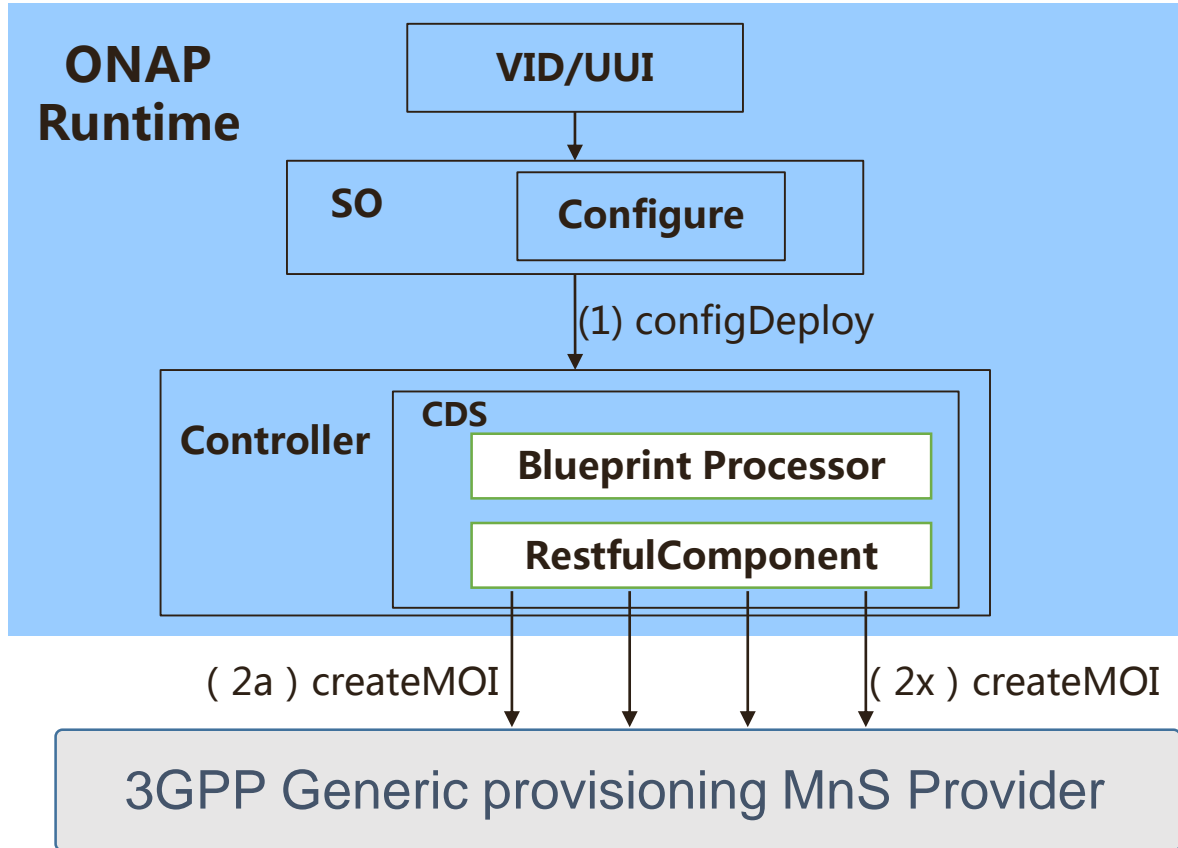 ONAP
Runtime
VID/UUI
SO
Configure
(1) configDeploy
Controller
CDS
Blueprint Processor
RestfulComponent
( 2a ) createMOI
( 2x ) createMOI
3GPP Generic provisioning MnS Provider